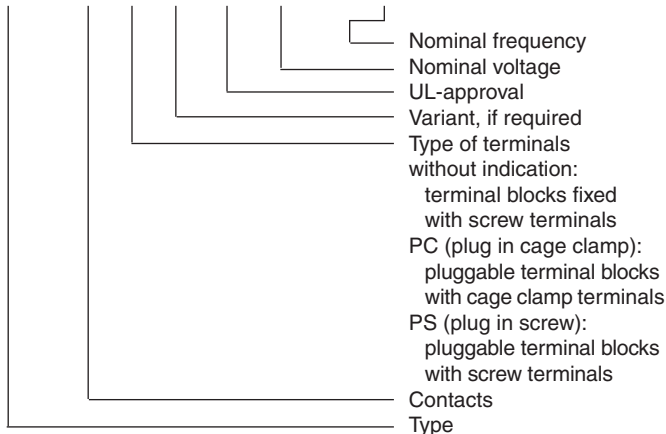 Nominal frequency
Nominal voltage
UL-approval
Variant, if required
Type of terminals
without indication:
terminal blocks fixed
with screw terminals
PC (plug in cage clamp):
pluggable terminal blocks
with cage clamp terminals
PS (plug in screw):
pluggable terminal blocks
with screw terminals
Contacts
Type